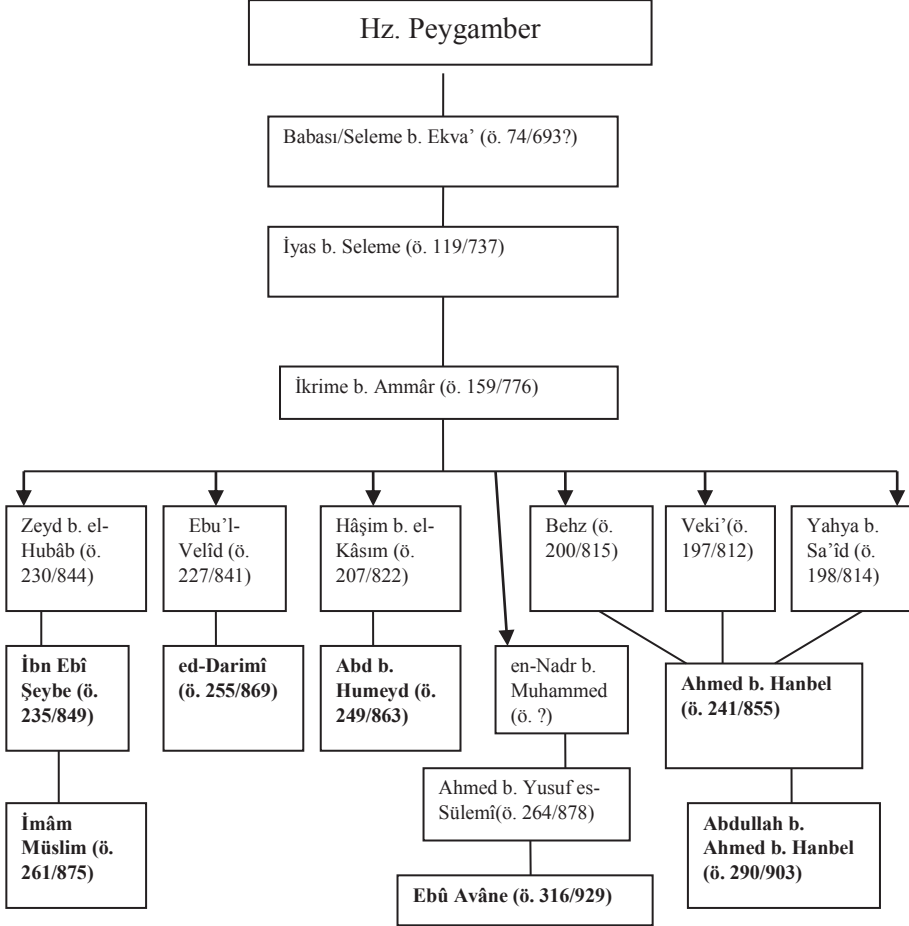 Hz. Peygamber
Babası/Seleme b. Ekva’ (ö. 74/693?)
İyas b. Seleme (ö. 119/737)
İkrime b. Ammâr (ö. 159/776)
Zeyd b. el-
Hubâb (ö.
230/844)
Ebu’l-
Velîd (ö.
227/841)
Hâşim b. el-
Kâsım (ö.
207/822)
Behz (ö.
200/815)
Veki’(ö.
197/812)
Yahya b.
Sa’îd (ö.
198/814)
İbn Ebî
Şeybe (ö.
235/849)
ed-Darimî
(ö. 255/869)
Abd b.
Humeyd (ö.
249/863)
en-Nadr b.
Muhammed
(ö. ?)
Ahmed b. Hanbel
(ö. 241/855)
İmâm
Müslim (ö.
261/875)
Ahmed b. Yusuf es-
Sülemî(ö. 264/878)
Abdullah b.
Ahmed b. Hanbel
(ö. 290/903)
Ebû Avâne (ö. 316/929)